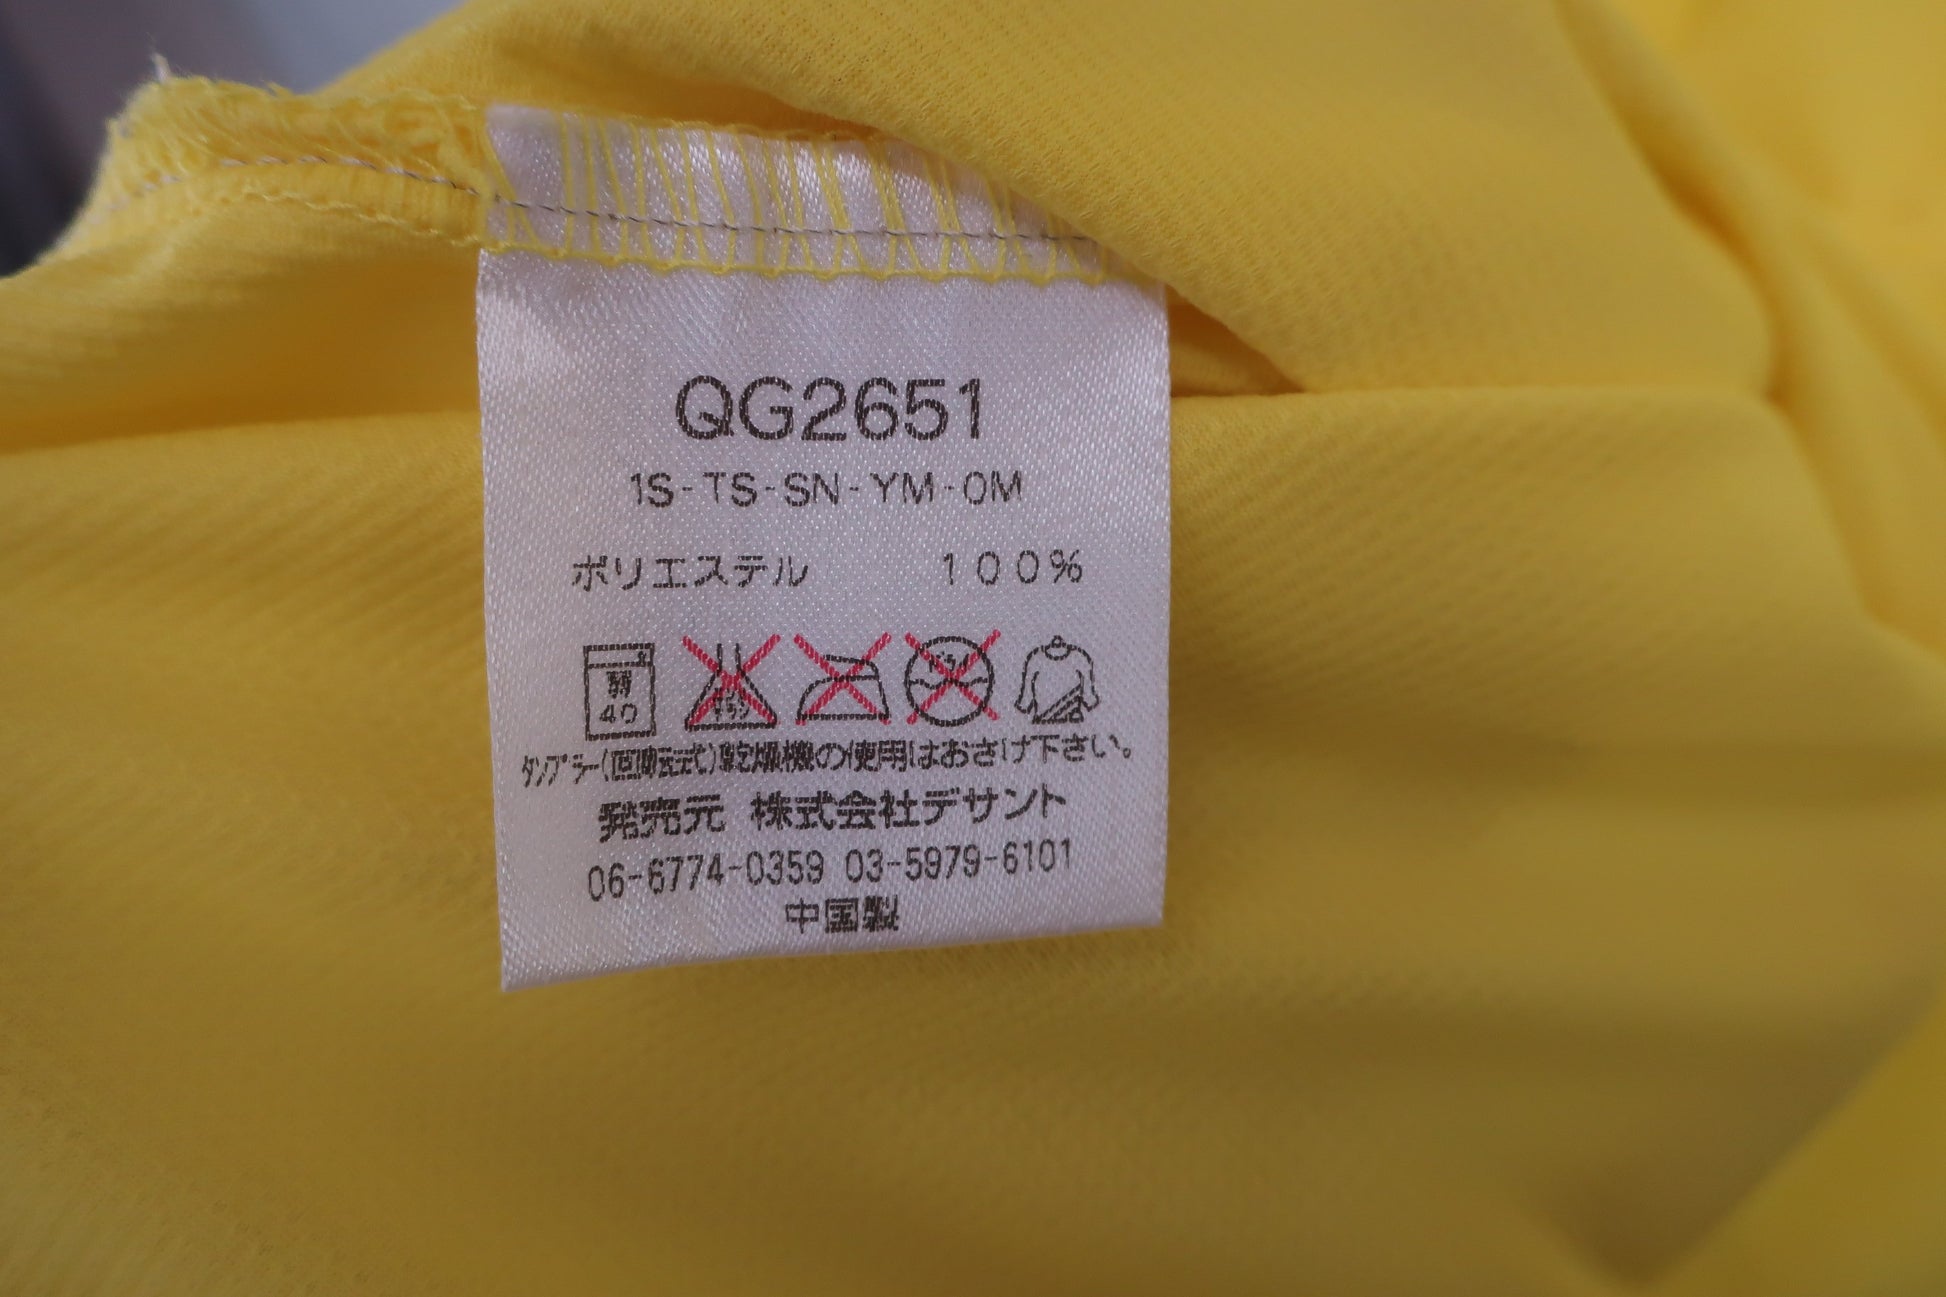 QG2651
1S-TS-SN-YM-OM
ポリエステル 100%
弱 40
タンブラー(回転式)乾燥機の使用はおさけ下さい。
発売元 株式会社デサント
06-6774-0359 03-5979-6101
中国製